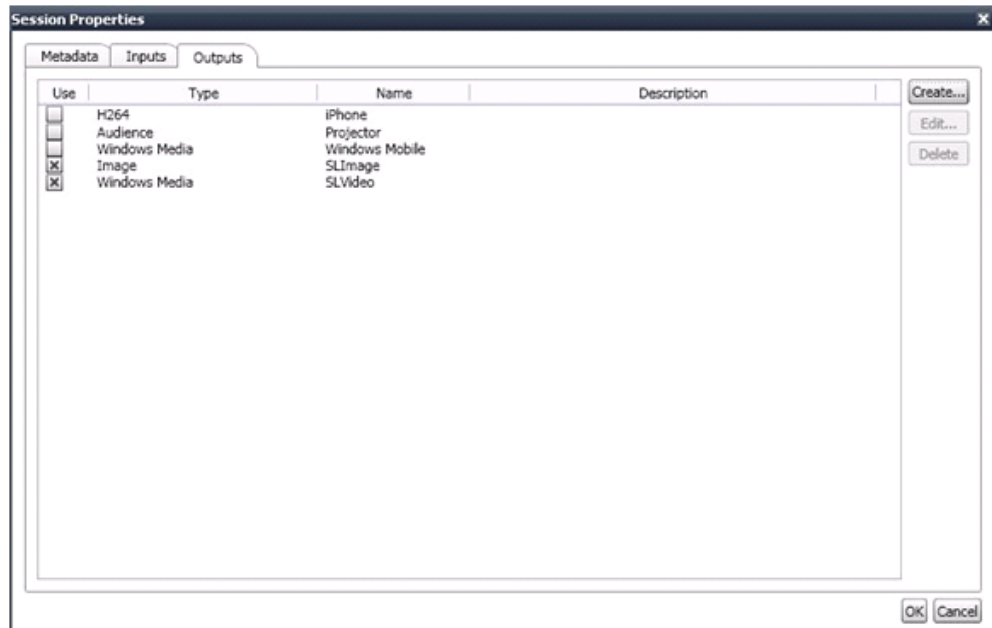 Session Properties
Metadata Inputs Outputs
Use Type Name Description
H264 iPhone
Audience Projector
Windows Media Windows Mobile
Image SLImage
Windows Media SLVideo
Create...
Edit...
Delete
OK Cancel